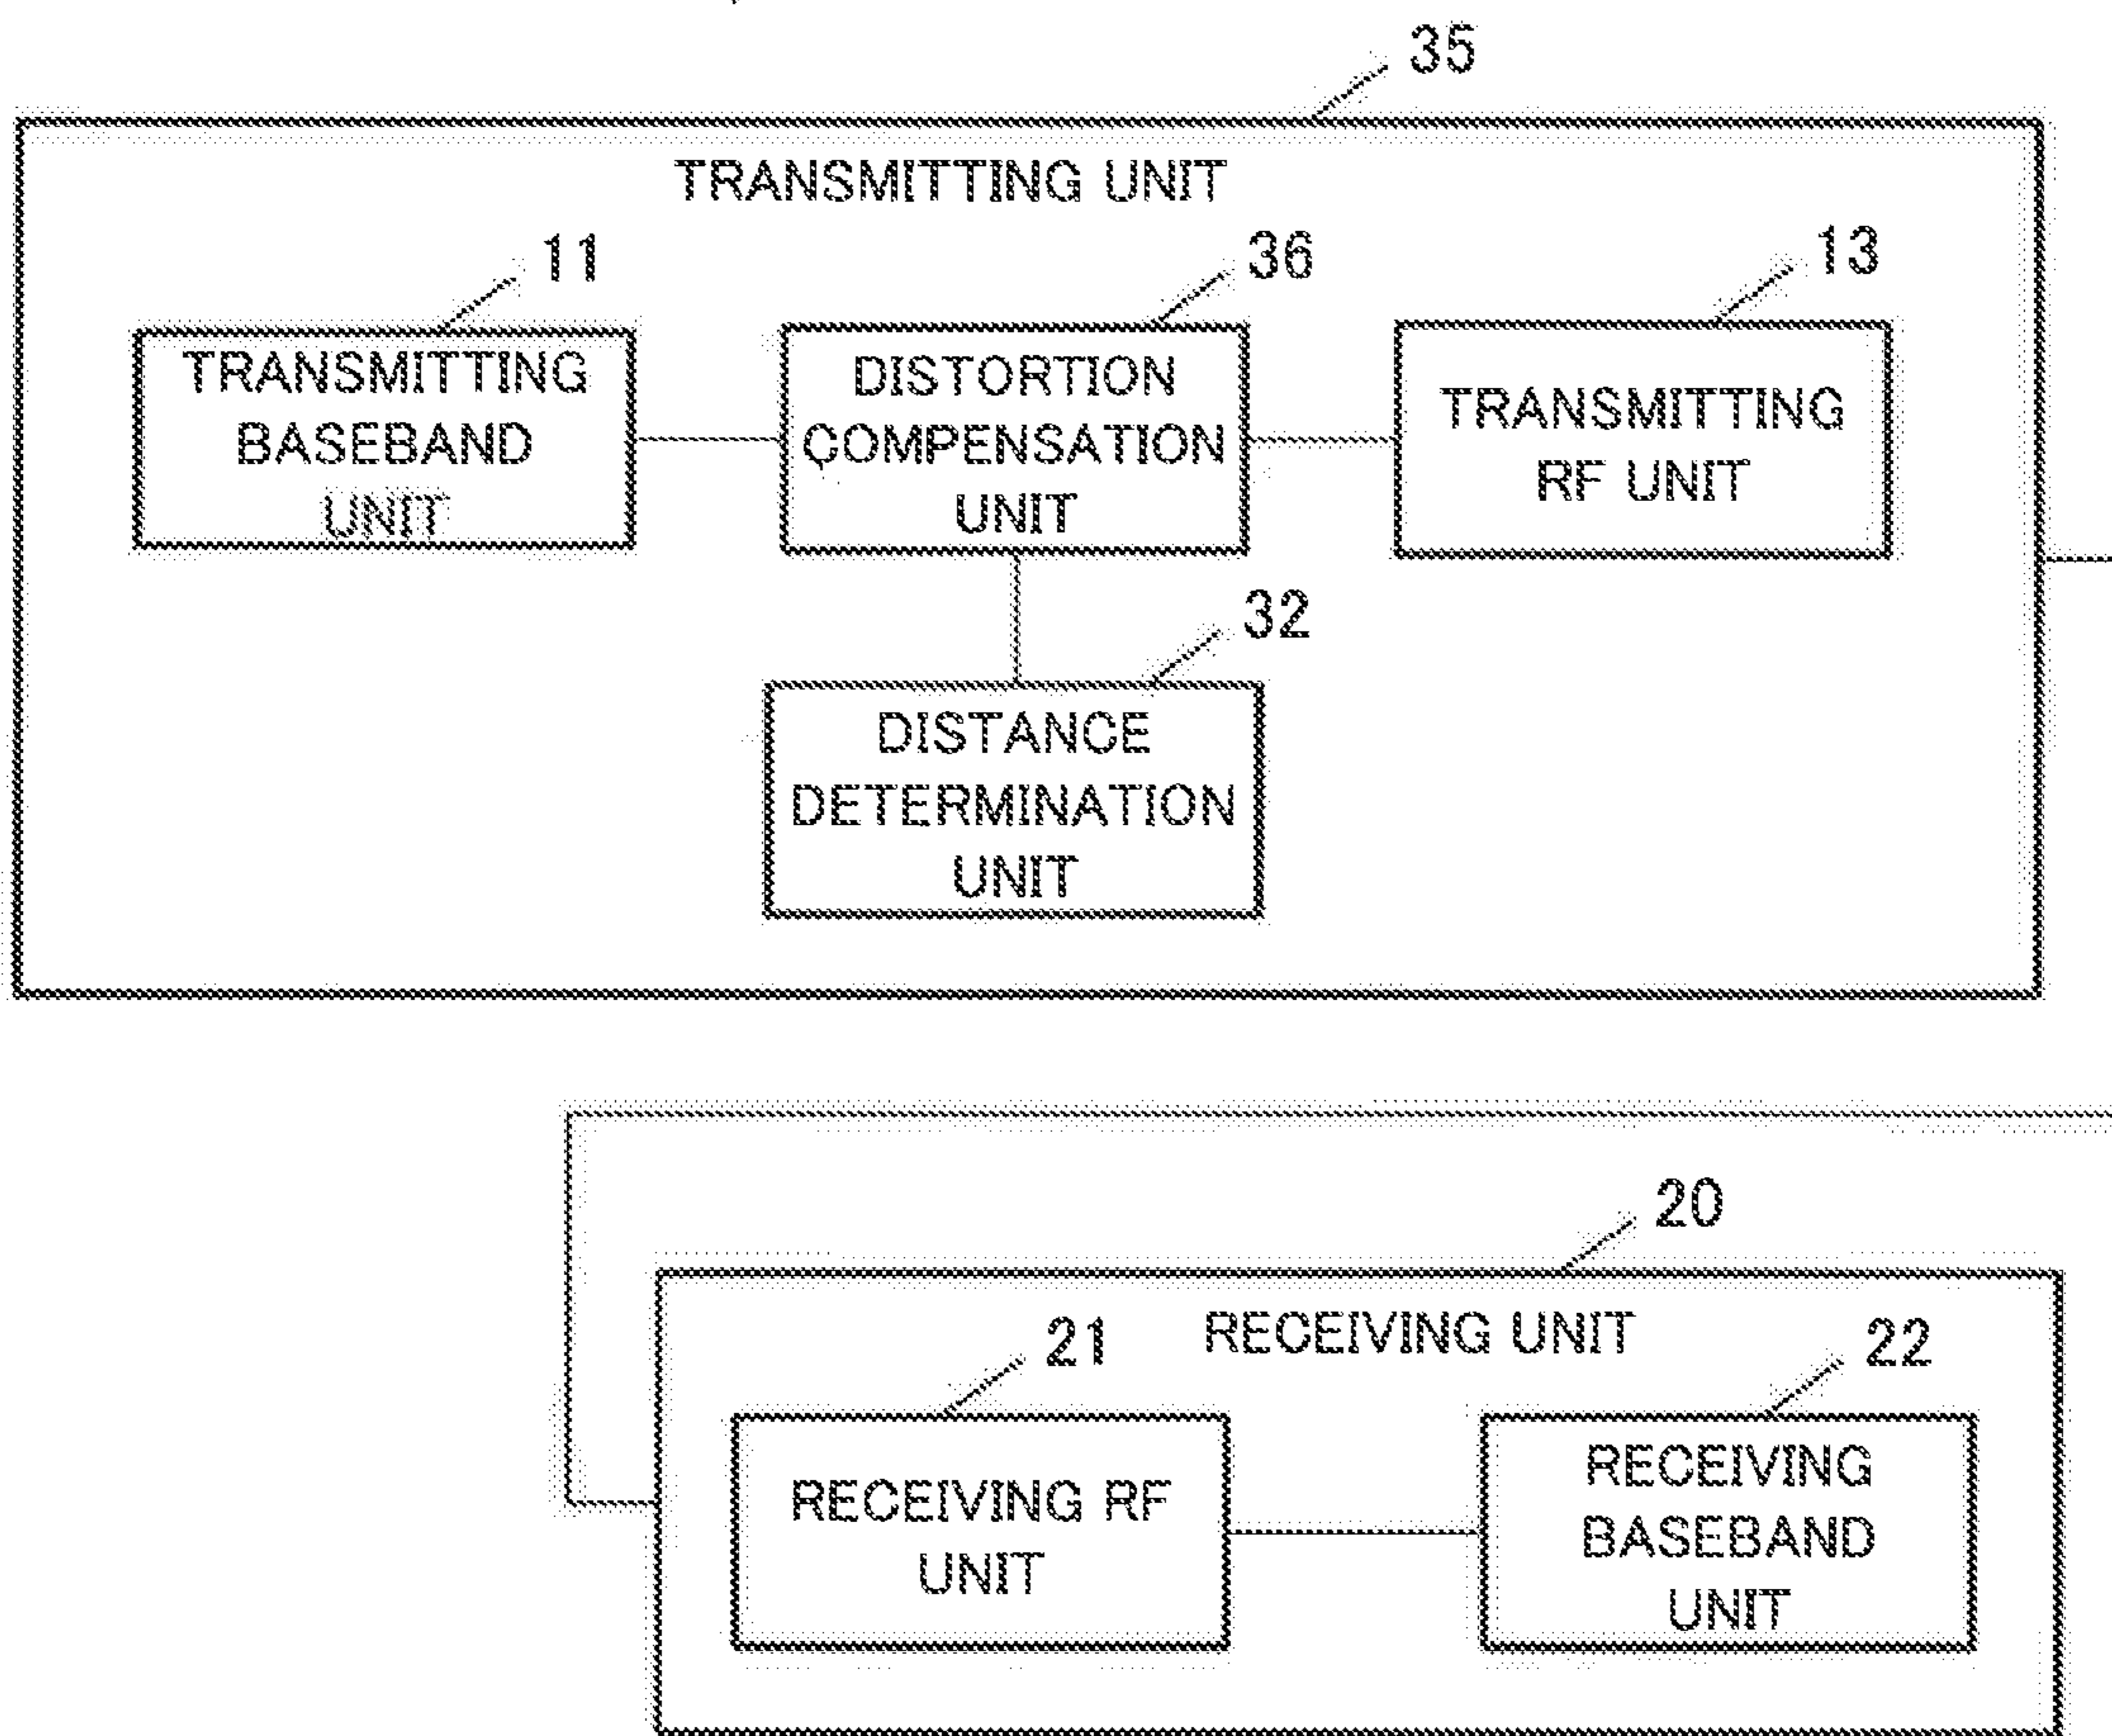 35
TRANSMITTING UNIT
11
36
13
TRANSMITTING
BASEBAND
UNIT
DISTORTION
COMPENSATION
UNIT
TRANSMITTING
RF UNIT
32
DISTANCE
DETERMINATION
UNIT
20
RECEIVING UNIT
21
22
RECEIVING RF
UNIT
RECEIVING
BASEBAND
UNIT